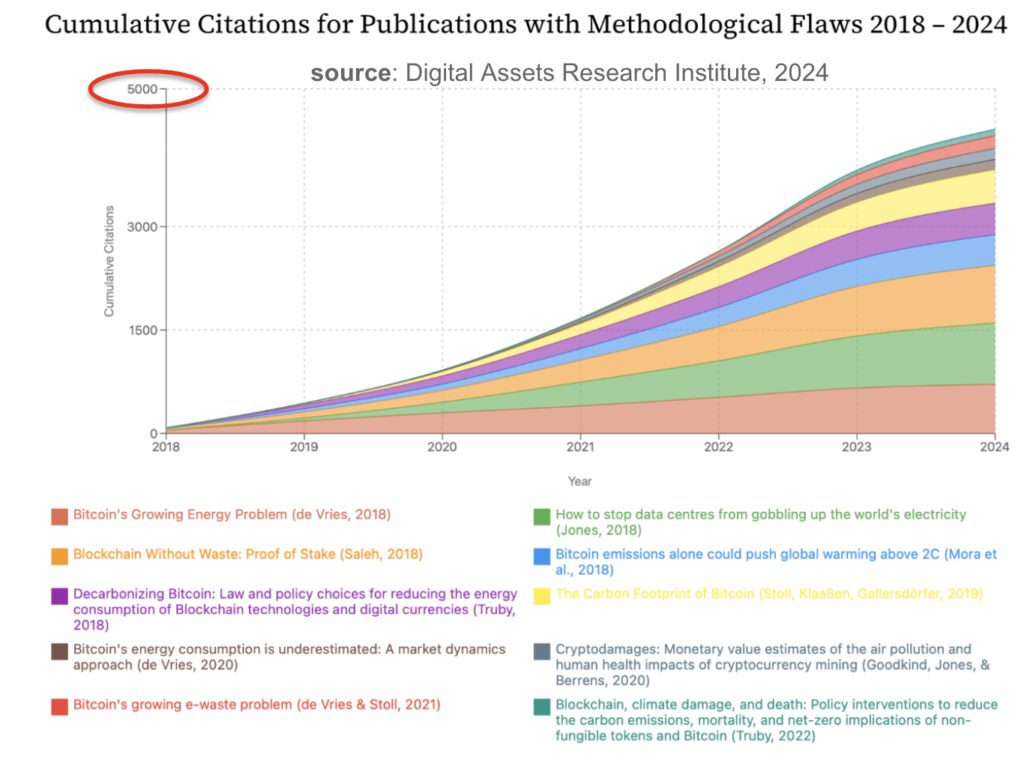 Cumulative Citations for Publications with Methodological Flaws 2018 – 2024
source: Digital Assets Research Institute, 2024
5000
3000
1500
0
Cumulative Citations
2018
2019
2020
2021
2022
2023
2024
Year
Bitcoin's Growing Energy Problem (de Vries, 2018)
How to stop data centres from gobbling up the world's electricity
(Jones, 2018)
Blockchain Without Waste: Proof of Stake (Saleh, 2018)
Bitcoin emissions alone could push global warming above 2C (Mora et
al., 2018)
Decarbonizing Bitcoin: Law and policy choices for reducing the energy
consumption of Blockchain technologies and digital currencies (Truby,
2018)
The Carbon Footprint of Bitcoin (Stoll, Klaaßen, Gallersdörfer, 2019)
Bitcoin's energy consumption is underestimated: A market dynamics
approach (de Vries, 2020)
Cryptodamages: Monetary value estimates of the air pollution and
human health impacts of cryptocurrency mining (Goodkind, Jones, &
Berrens, 2020)
Bitcoin's growing e-waste problem (de Vries & Stoll, 2021)
Blockchain, climate damage, and death: Policy interventions to reduce
the carbon emissions, mortality, and net-zero implications of non-
fungible tokens and Bitcoin (Truby, 2022)